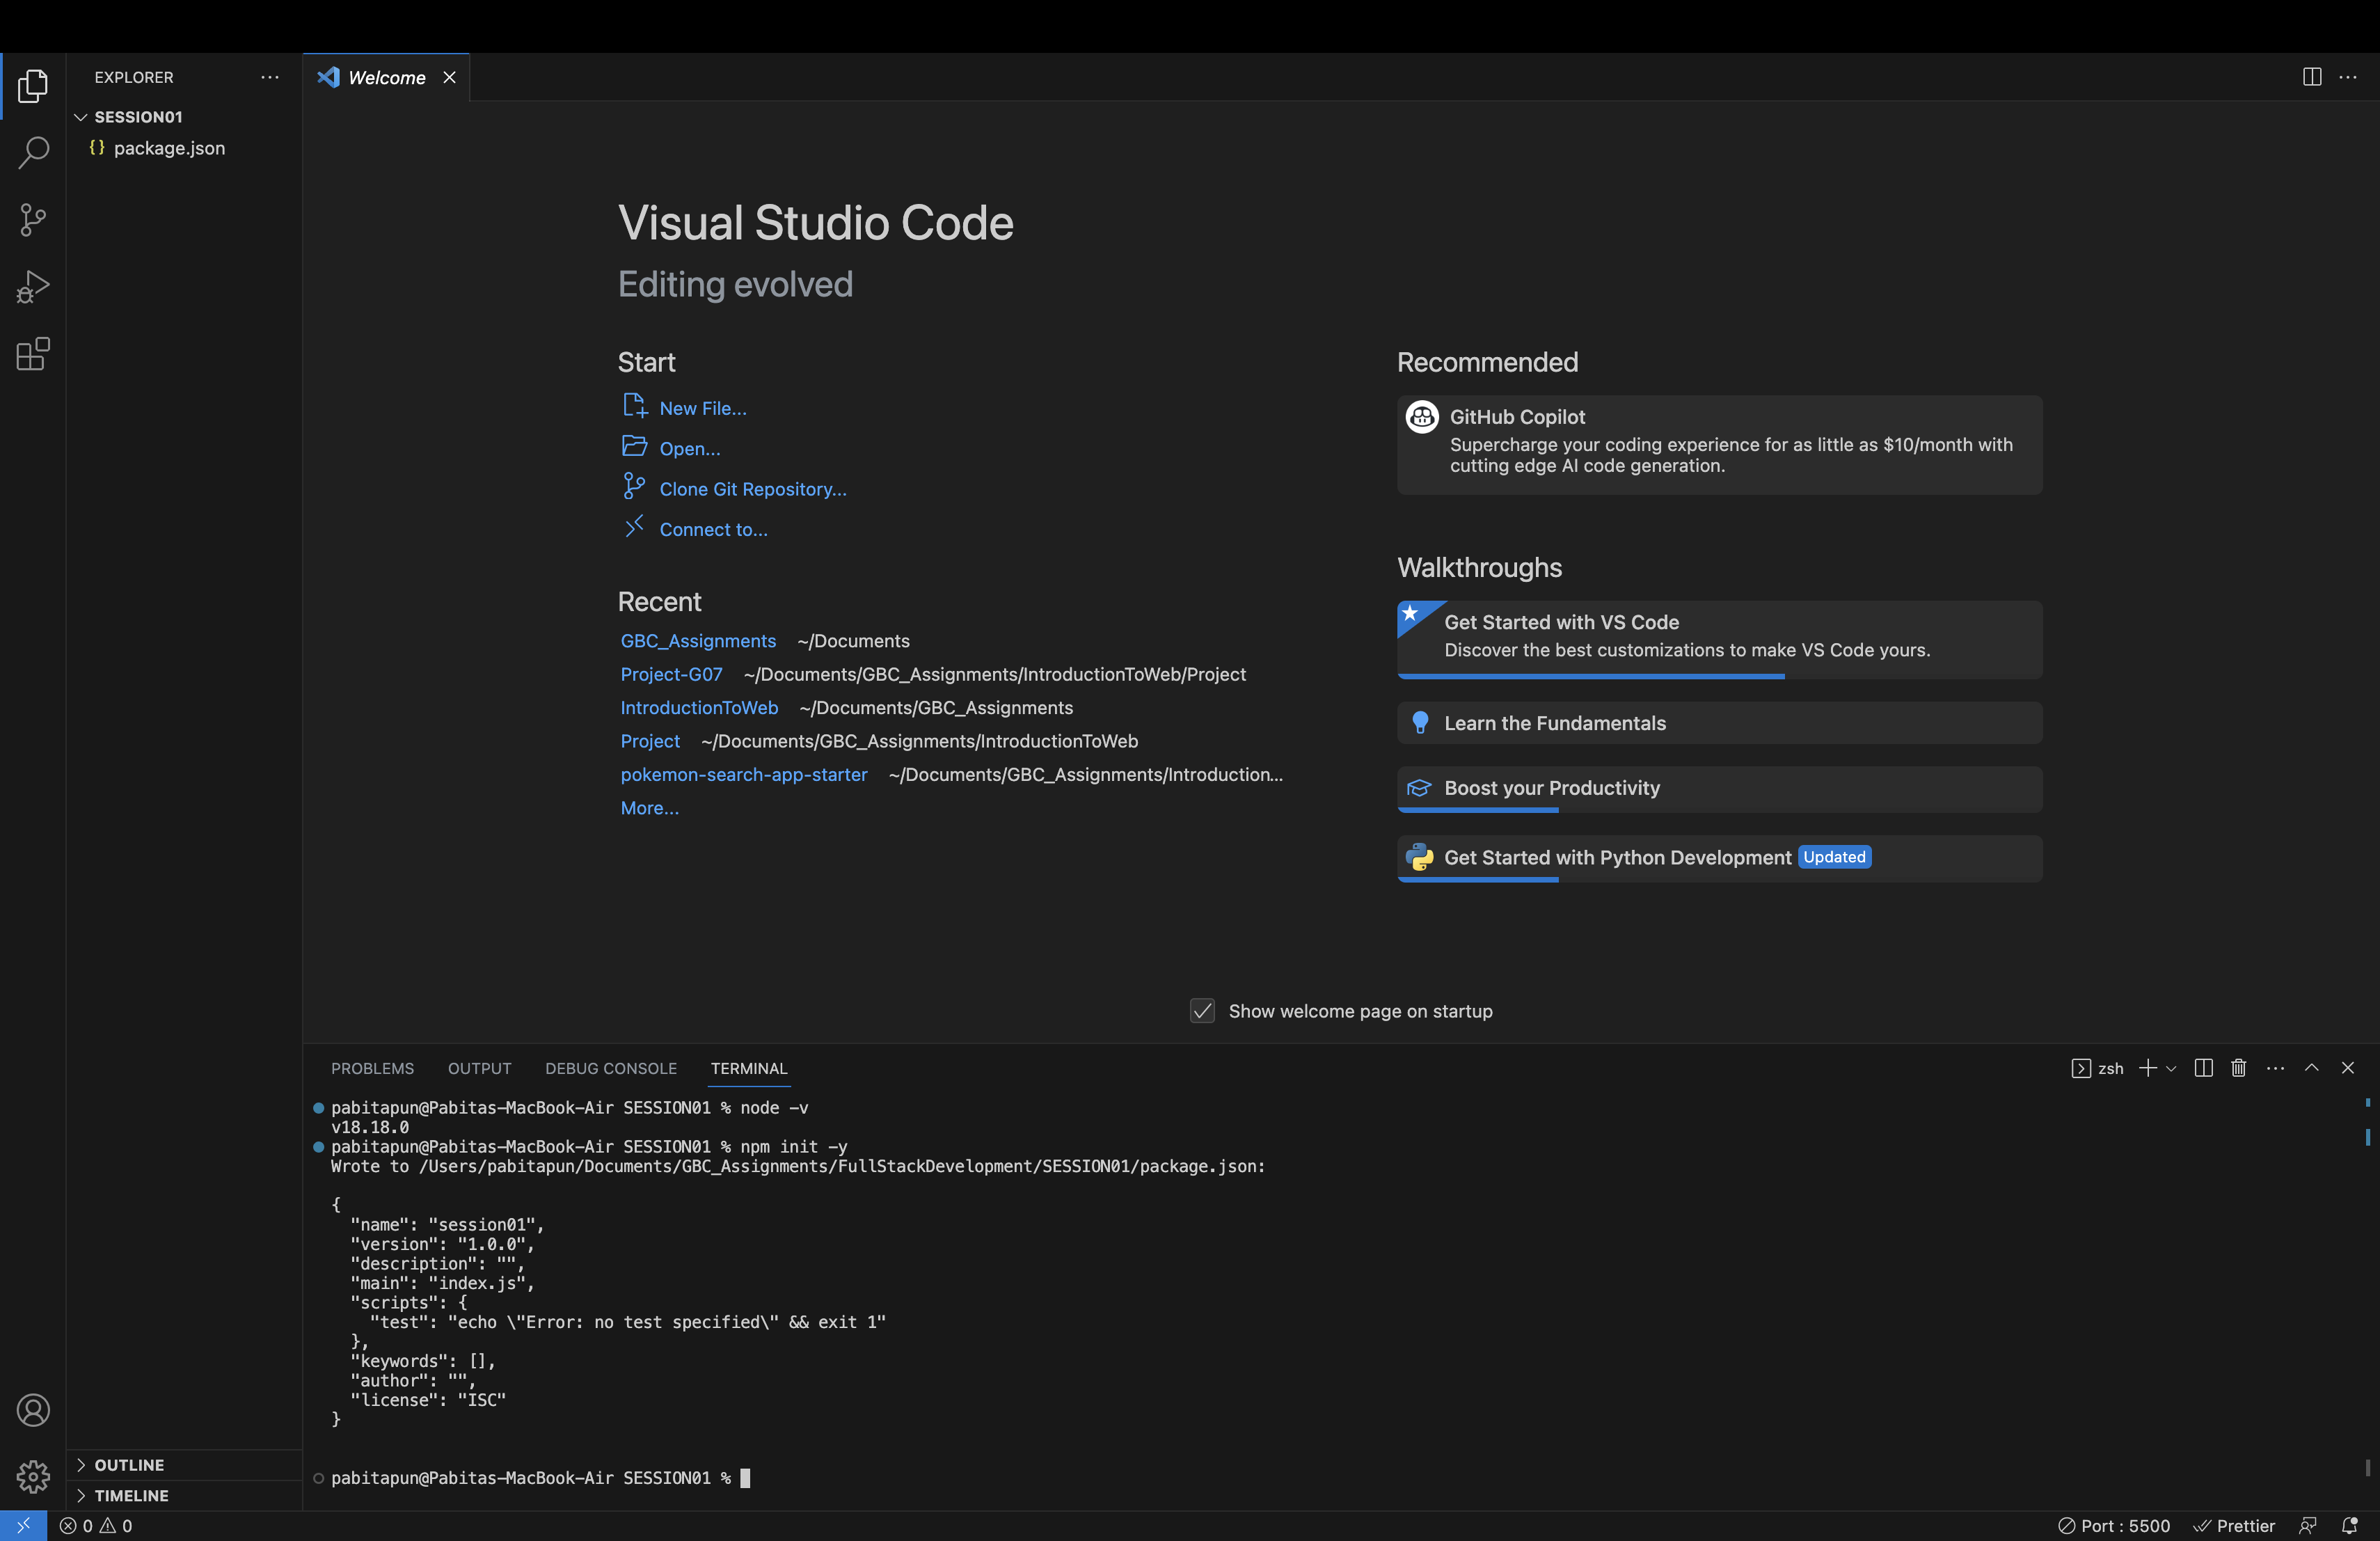 EXPLORER
SESSION01
{} package.json
OUTLINE
TIMELINE
Welcome
Visual Studio Code
Editing evolved
Start
New File...
Open...
Clone Git Repository...
Connect to...
Recent
GBC_Assignments ~/Documents
Project-G07 ~/Documents/GBC_Assignments/IntroductionToWeb/Project
IntroductionToWeb ~/Documents/GBC_Assignments
Project ~/Documents/GBC_Assignments/IntroductionToWeb
pokemon-search-app-starter ~/Documents/GBC_Assignments/Introduction...
More...
Recommended
GitHub Copilot
Supercharge your coding experience for as little as $10/month with
cutting edge AI code generation.
Walkthroughs
Get Started with VS Code
Discover the best customizations to make VS Code yours.
Learn the Fundamentals
Boost your Productivity
Get Started with Python Development Updated
Show welcome page on startup
PROBLEMS OUTPUT DEBUG CONSOLE TERMINAL
zsh
pabitapun@Pabitas-MacBook-Air SESSION01 % node -v
v18.18.0
pabitapun@Pabitas-MacBook-Air SESSION01 % npm init -y
Wrote to /Users/pabitapun/Documents/GBC_Assignments/FullStackDevelopment/SESSION01/package.json:
{
"name": "session01",
"version": "1.0.0",
"description": "",
"main": "index.js",
"scripts": {
"test": "echo \"Error: no test specified\" && exit 1"
},
"keywords": [],
"author": "",
"license": "ISC"
}
pabitapun@Pabitas-MacBook-Air SESSION01 %
0 0
Port : 5500 Prettier